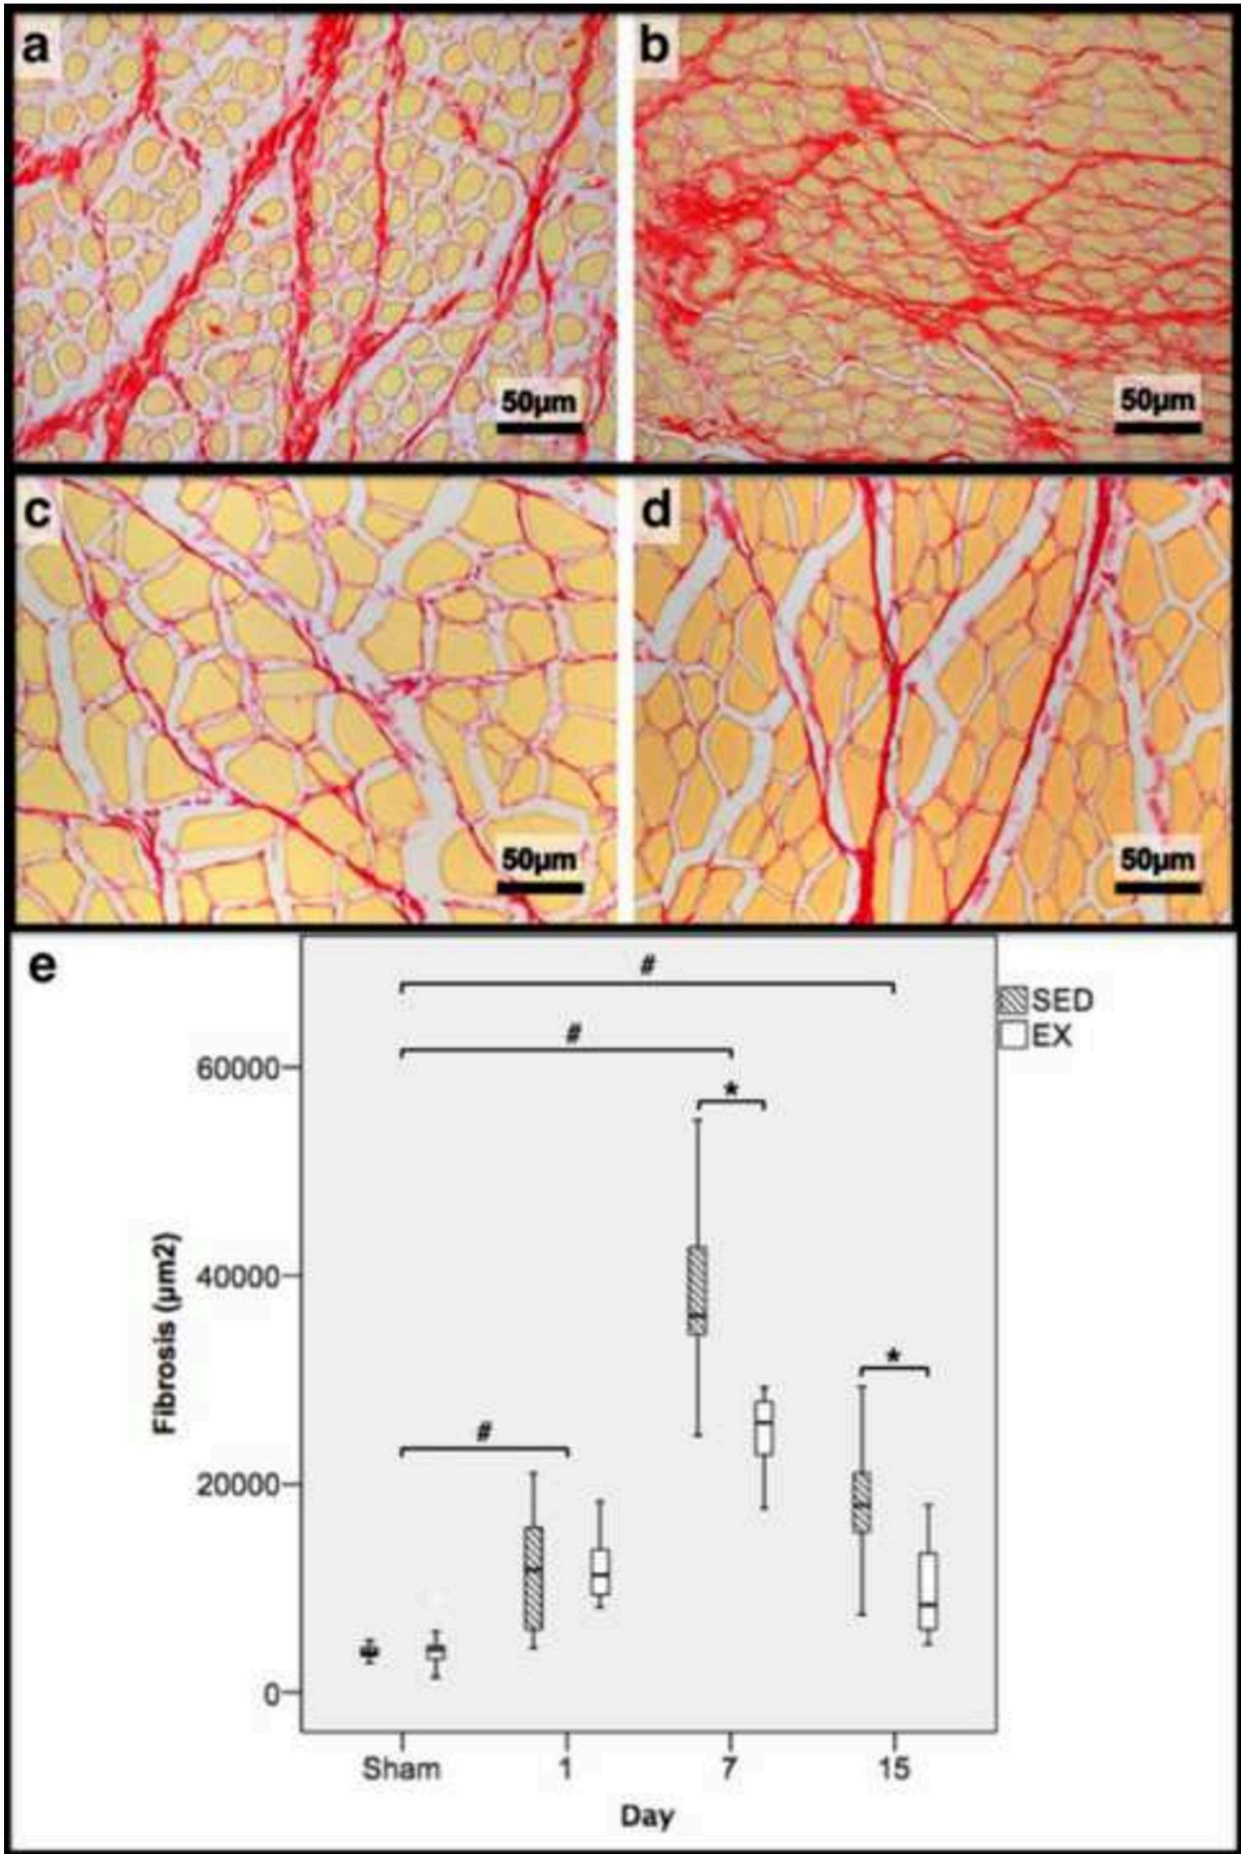 a
b
50µm
50µm
c
d
50µm
50µm
e
#
SED
#
EX
60000
*
Fibrosis (µm2)
40000
*
#
20000
0
Sham 1 7 15
Day